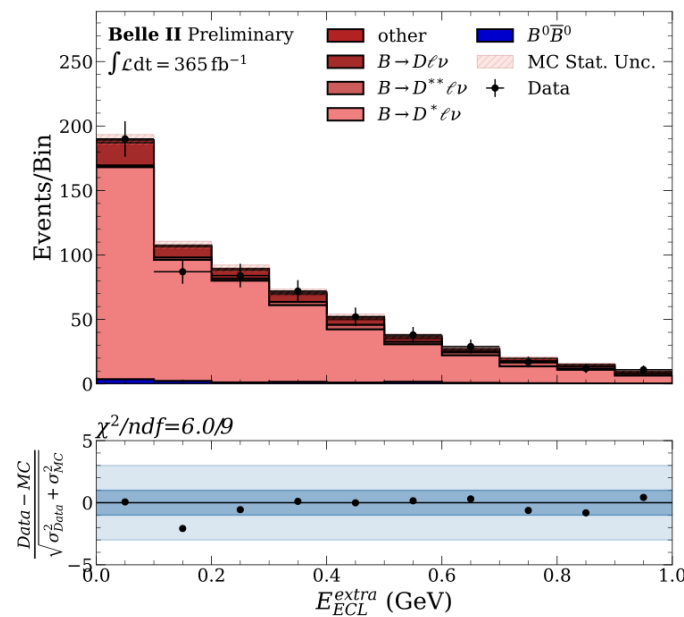 Belle II Preliminary
∫ℒdt = 365 fb⁻¹
other
B → Dℓν
B → D**ℓν
B → D*ℓν
B⁰B̅⁰
MC Stat. Unc.
Data
Events/Bin
250
200
150
100
50
0
χ²/ndf=6.0/9
(Data − MC)/√(σ²_Data + σ²_MC)
5
0
−5
0.0 0.2 0.4 0.6 0.8 1.0
E^extra_ECL (GeV)